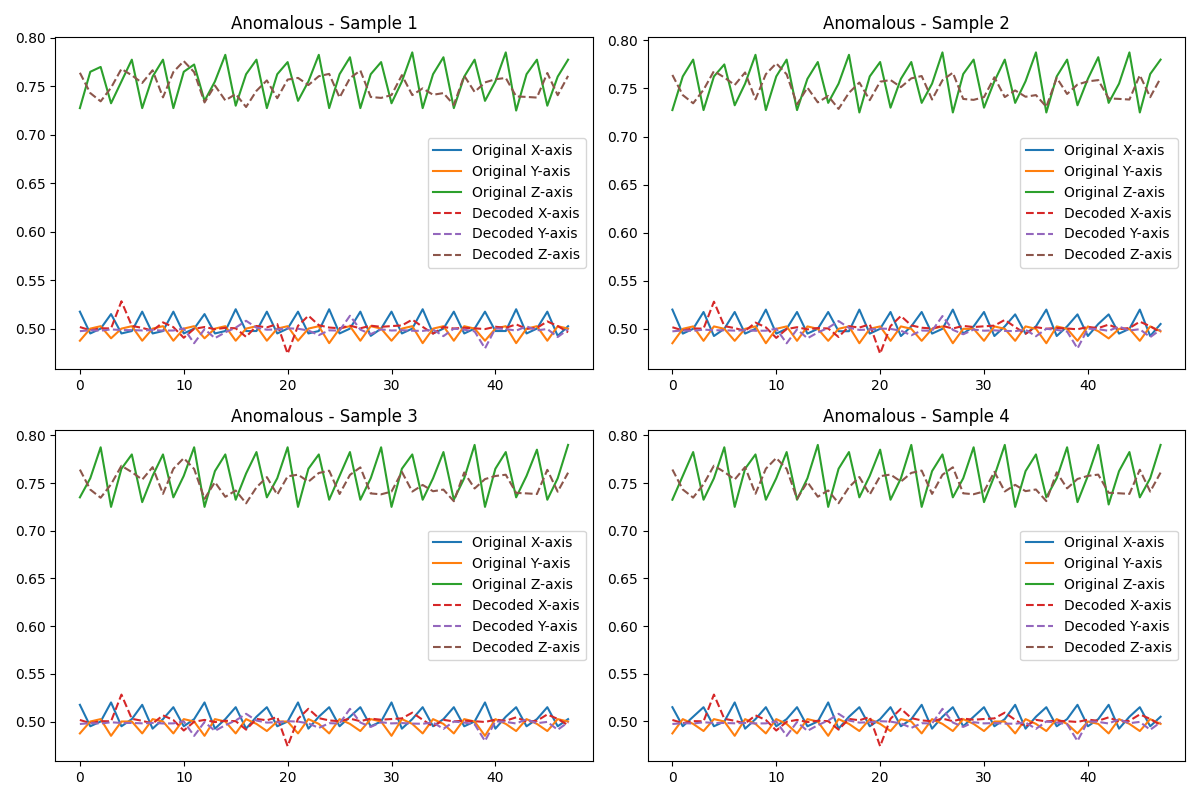 Anomalous - Sample 1
0.80
0.75
0.70
0.65
0.60
0.55
0.50
0 10 20 30 40
Original X-axis
Original Y-axis
Original Z-axis
Decoded X-axis
Decoded Y-axis
Decoded Z-axis
Anomalous - Sample 2
0.80
0.75
0.70
0.65
0.60
0.55
0.50
0 10 20 30 40
Original X-axis
Original Y-axis
Original Z-axis
Decoded X-axis
Decoded Y-axis
Decoded Z-axis
Anomalous - Sample 3
0.80
0.75
0.70
0.65
0.60
0.55
0.50
0 10 20 30 40
Original X-axis
Original Y-axis
Original Z-axis
Decoded X-axis
Decoded Y-axis
Decoded Z-axis
Anomalous - Sample 4
0.80
0.75
0.70
0.65
0.60
0.55
0.50
0 10 20 30 40
Original X-axis
Original Y-axis
Original Z-axis
Decoded X-axis
Decoded Y-axis
Decoded Z-axis